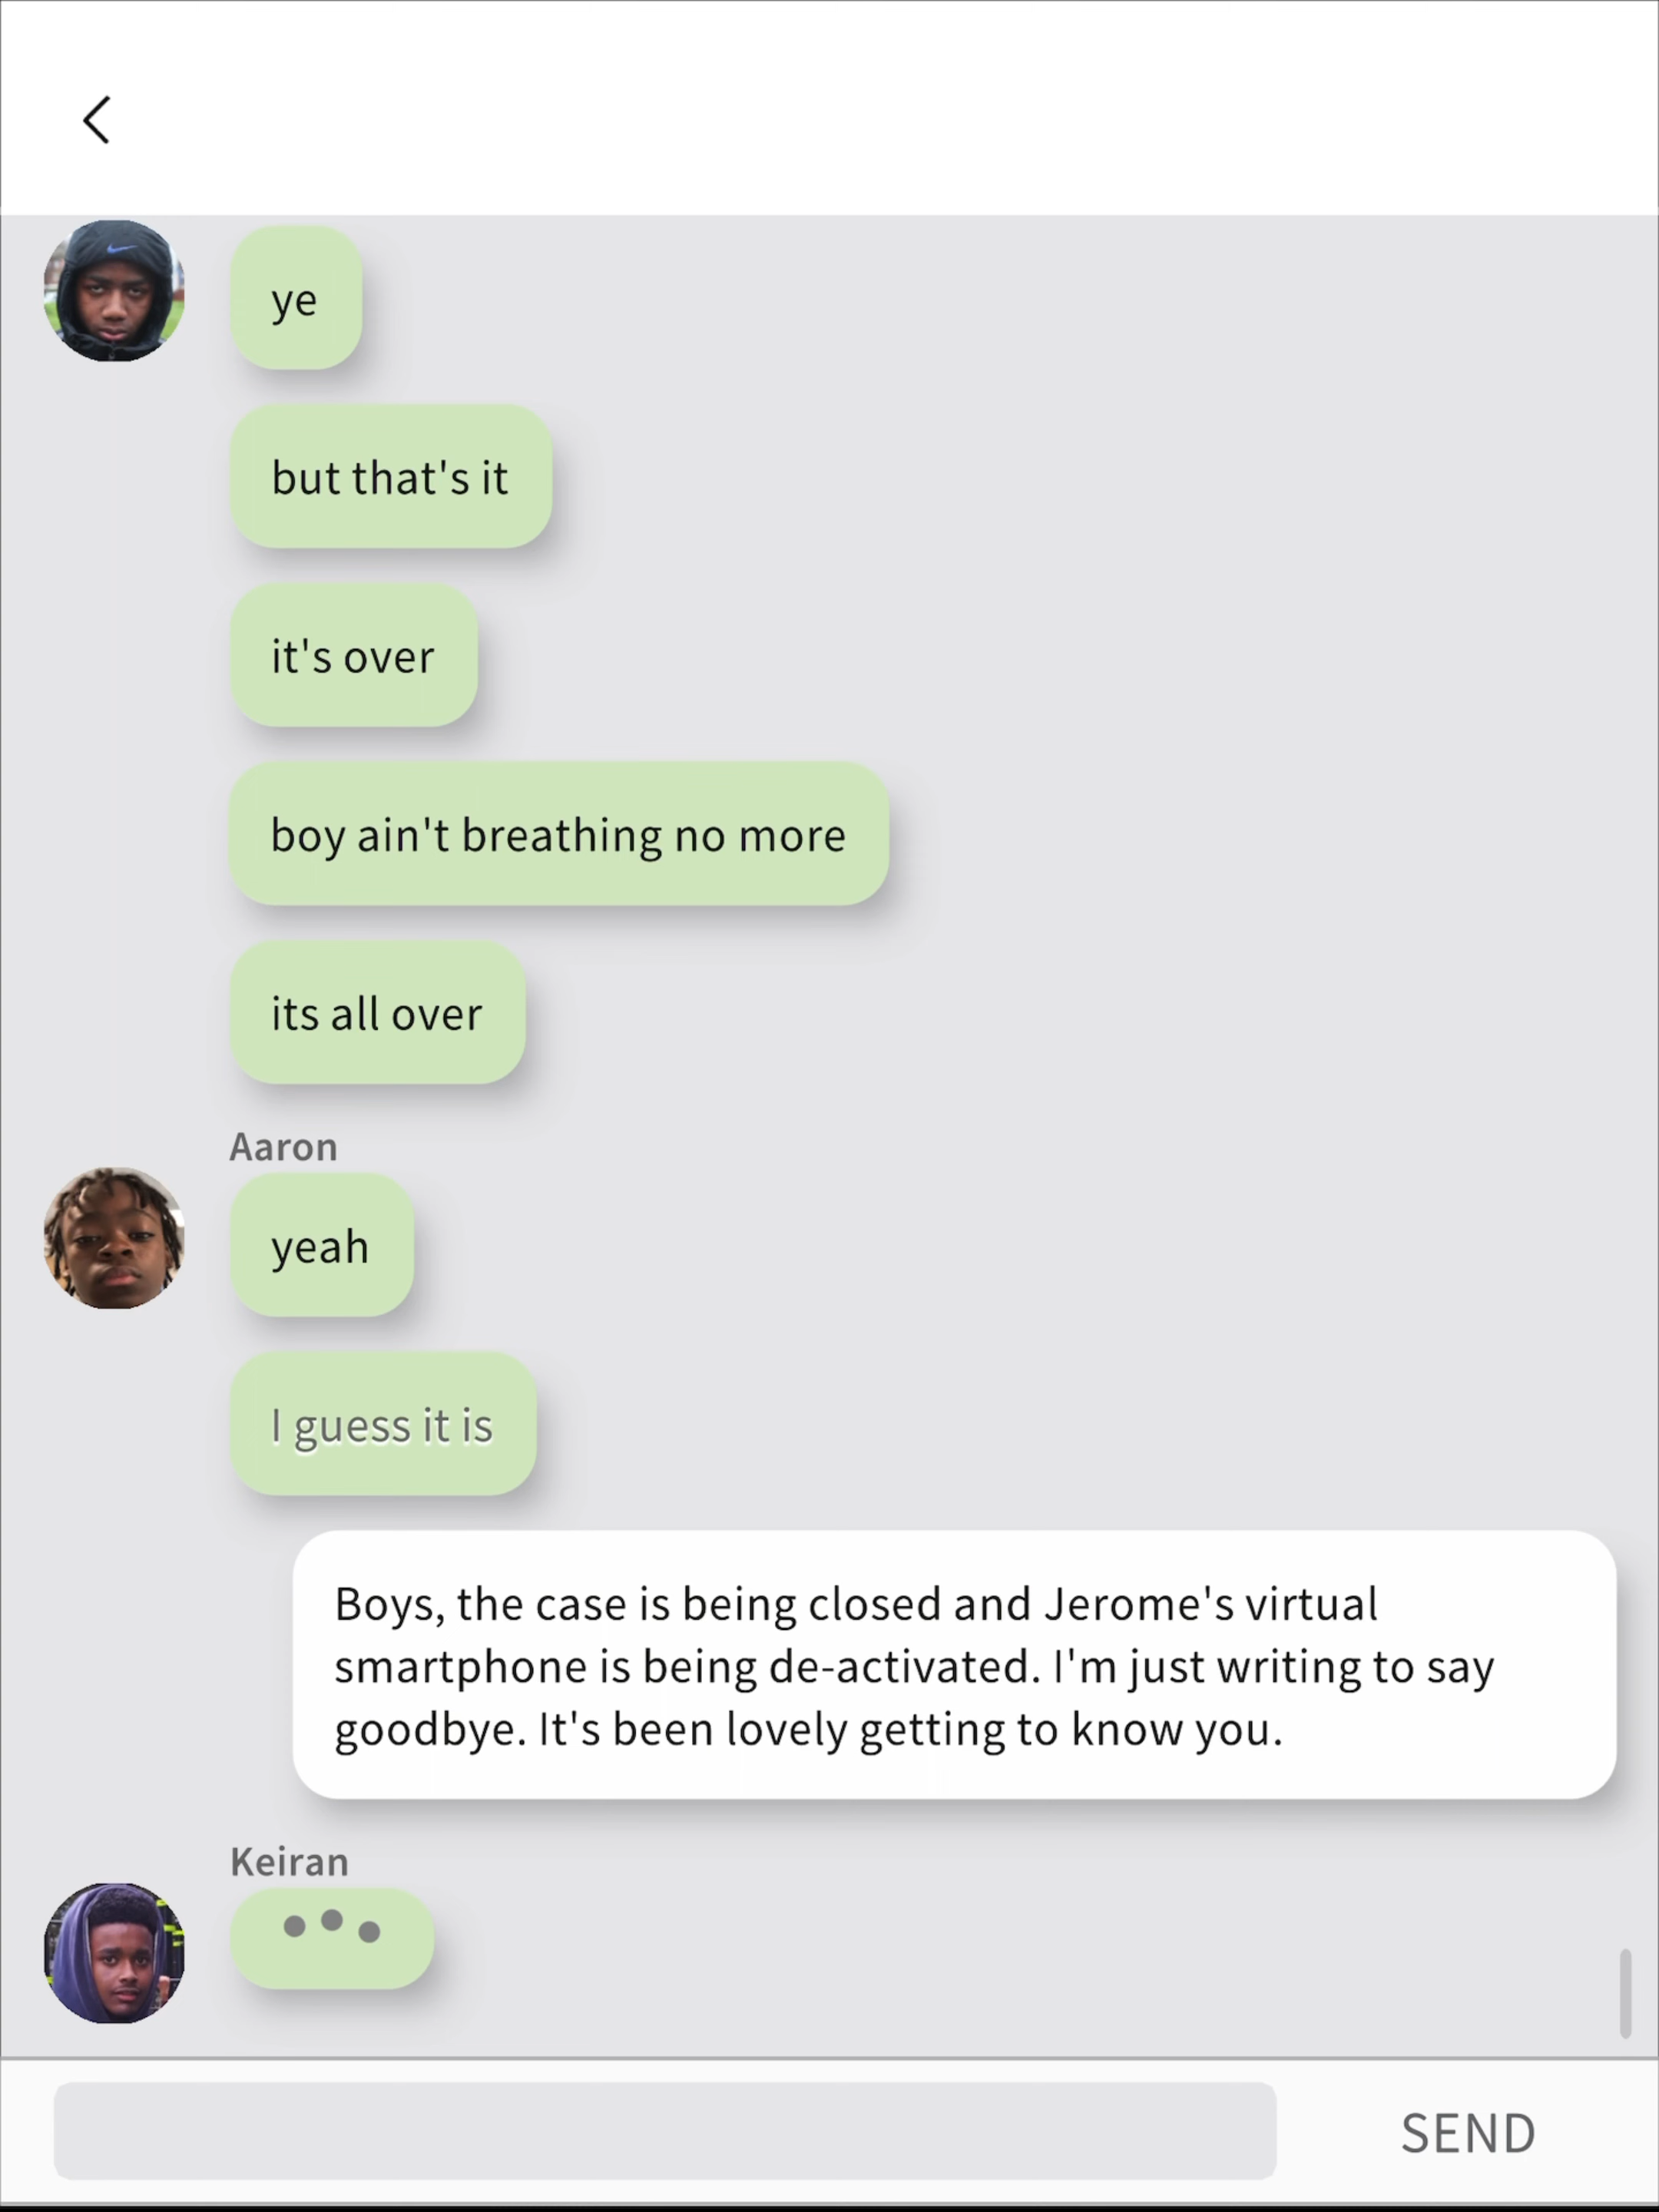 ye
but that's it
it's over
boy ain't breathing no more
its all over
Aaron
yeah
I guess it is
Boys, the case is being closed and Jerome's virtual
smartphone is being de-activated. I'm just writing to say
goodbye. It's been lovely getting to know you.
Keiran
SEND